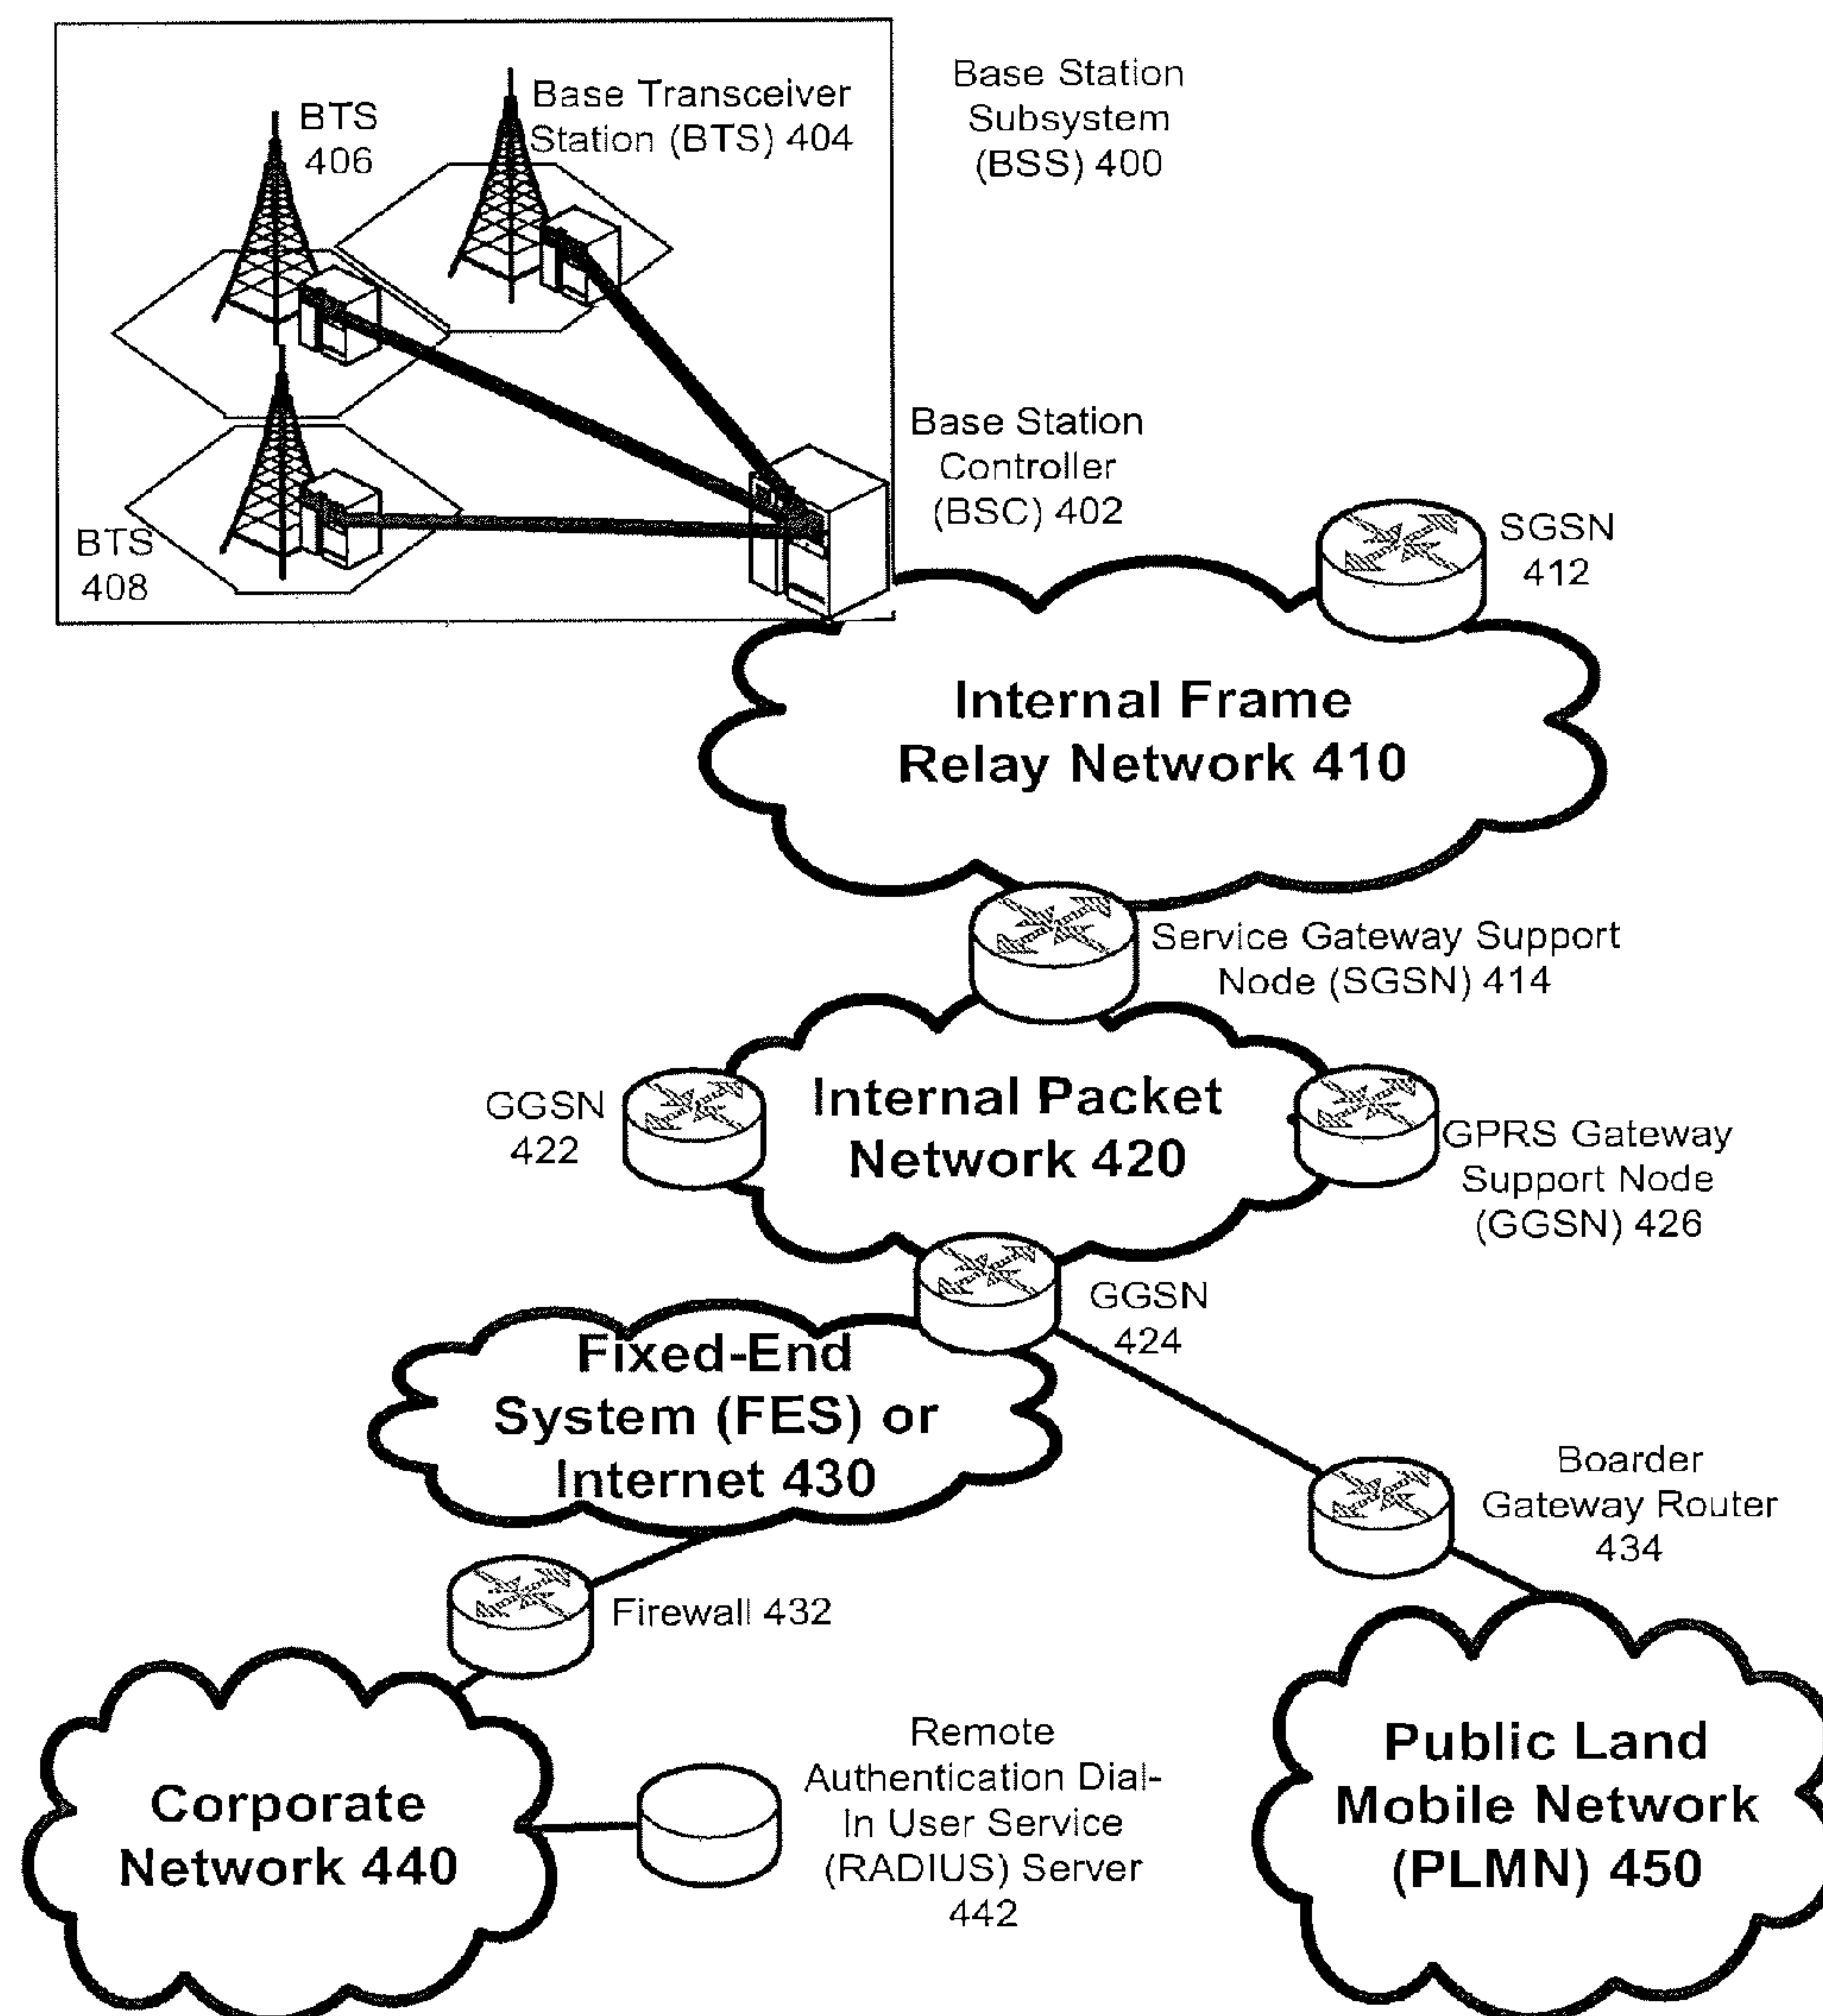 BTS
406
Base Transceiver
Station (BTS) 404
Base Station
Subsystem
(BSS) 400
BTS
408
Base Station
Controller
(BSC) 402
SGSN
412
Internal Frame
Relay Network 410
Service Gateway Support
Node (SGSN) 414
GGSN
422
Internal Packet
Network 420
GPRS Gateway
Support Node
(GGSN) 426
GGSN
424
Fixed-End
System (FES) or
Internet 430
Boarder
Gateway Router
434
Firewall 432
Corporate
Network 440
Remote
Authentication Dial-
In User Service
(RADIUS) Server
442
Public Land
Mobile Network
(PLMN) 450